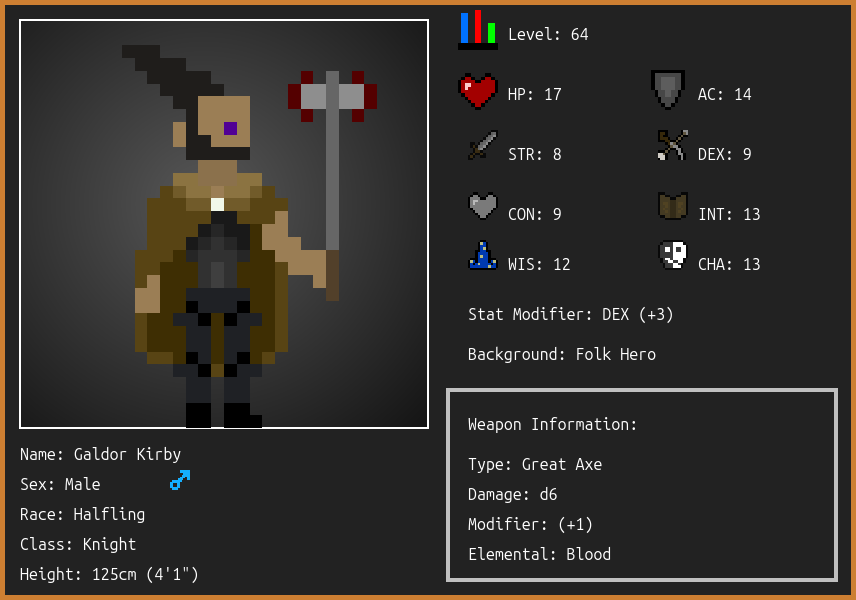 Level: 64
HP: 17
AC: 14
STR: 8
DEX: 9
CON: 9
INT: 13
WIS: 12
CHA: 13
Stat Modifier: DEX (+3)
Background: Folk Hero
Weapon Information:
Type: Great Axe
Damage: d6
Modifier: (+1)
Elemental: Blood
Name: Galdor Kirby
Sex: Male
Race: Halfling
Class: Knight
Height: 125cm (4'1")